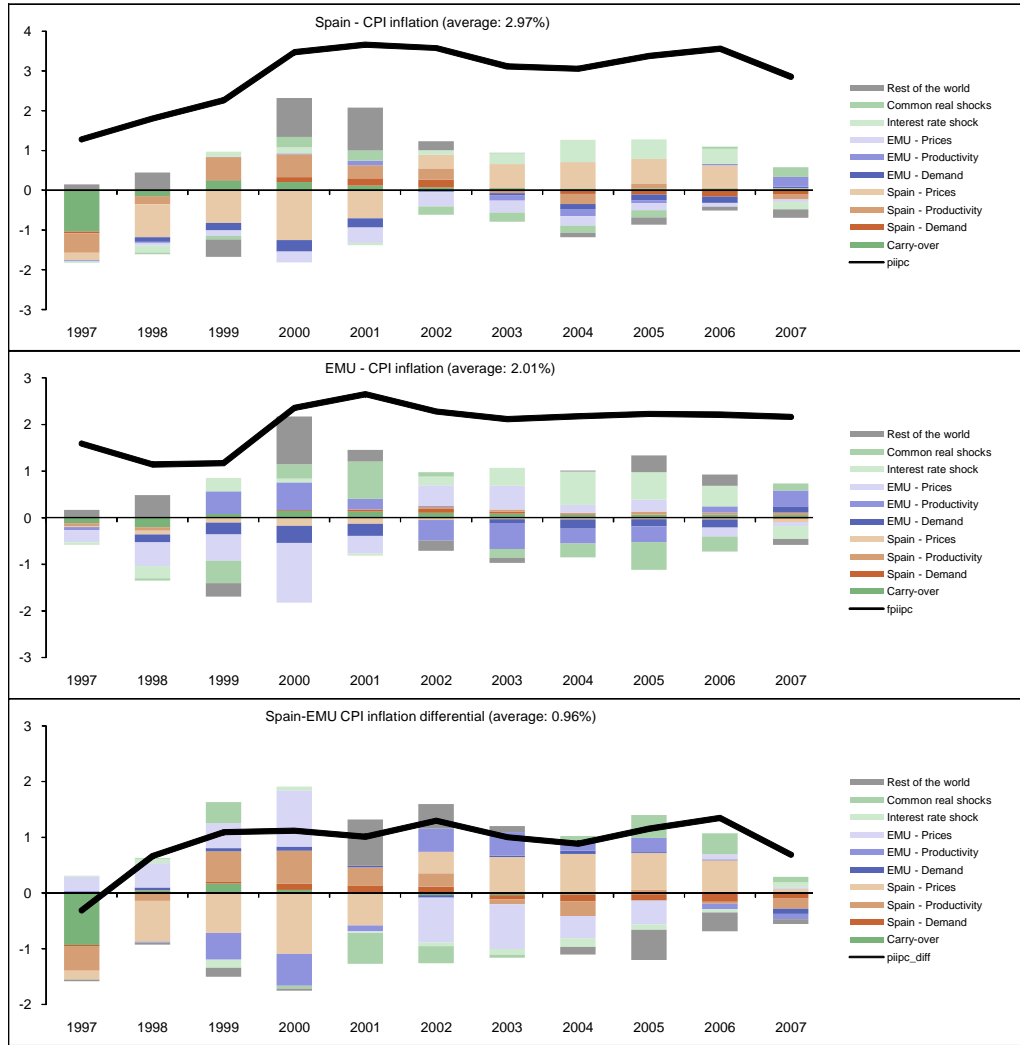 Spain - CPI inflation (average: 2.97%)
4
3
2
1
0
-1
-2
-3
1997 1998 1999 2000 2001 2002 2003 2004 2005 2006 2007
Rest of the world
Common real shocks
Interest rate shock
EMU - Prices
EMU - Productivity
EMU - Demand
Spain - Prices
Spain - Productivity
Spain - Demand
Carry-over
piipc
EMU - CPI inflation (average: 2.01%)
3
2
1
0
-1
-2
-3
1997 1998 1999 2000 2001 2002 2003 2004 2005 2006 2007
Rest of the world
Common real shocks
Interest rate shock
EMU - Prices
EMU - Productivity
EMU - Demand
Spain - Prices
Spain - Productivity
Spain - Demand
Carry-over
fpiipc
Spain-EMU CPI inflation differential (average: 0.96%)
3
2
1
0
-1
-2
1997 1998 1999 2000 2001 2002 2003 2004 2005 2006 2007
Rest of the world
Common real shocks
Interest rate shock
EMU - Prices
EMU - Productivity
EMU - Demand
Spain - Prices
Spain - Productivity
Spain - Demand
Carry-over
piipc_diff